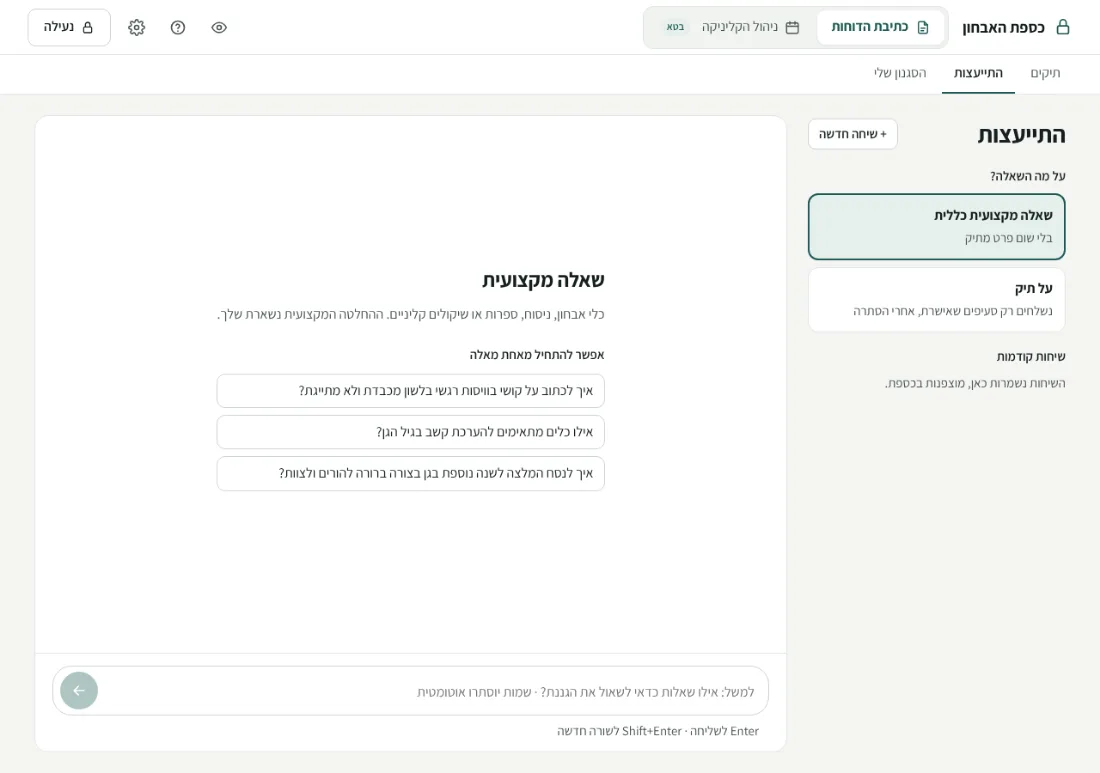 כספת האבחון
כתיבת הדוחות
ניהול הקליניקה
בטא
נעילה
תיקים
התייעצות
הסגנון שלי
התייעצות
+ שיחה חדשה
על מה השאלה?
שאלה מקצועית כללית
בלי שום פרט מתיק
על תיק
נשלחים רק סעיפים שאישרת, אחרי הסתרה
שיחות קודמות
השיחות נשמרות כאן, מוצפנות בכספת.
שאלה מקצועית
כלי אבחון, ניסוח, ספרות או שיקולים קליניים. ההחלטה המקצועית נשארת שלך.
אפשר להתחיל מאחת מאלה
איך לכתוב על קושי בוויסות רגשי בלשון מכבדת ולא מתייגת?
אילו כלים מתאימים להערכת קשב בגיל הגן?
איך לנסח המלצה לשנה נוספת בגן בצורה ברורה להורים ולצוות?
למשל: אילו שאלות כדאי לשאול את הגננת? · שמות יוסתרו אוטומטית
Enter לשליחה · Shift+Enter לשורה חדשה